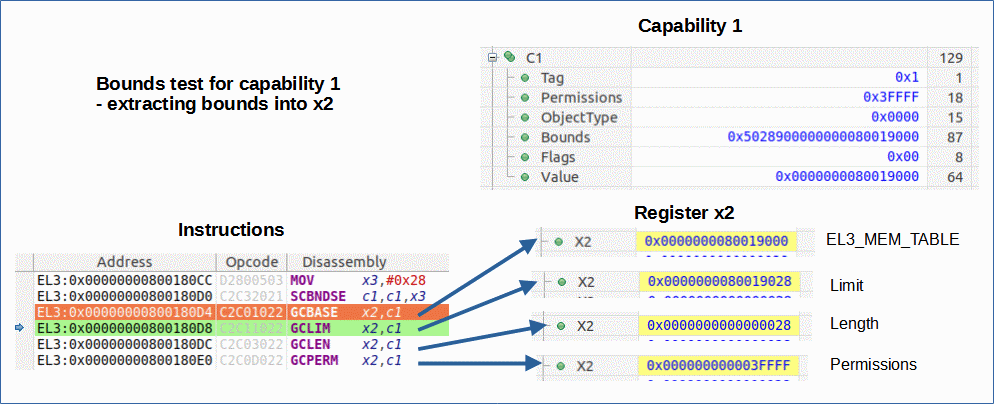 Capability 1
Bounds test for capability 1
- extracting bounds into x2
C1 129
Tag 0x1 1
Permissions 0x3FFFF 18
ObjectType 0x0000 15
Bounds 0x5028900000000080019000 87
Flags 0x00 8
Value 0x0000000080019000 64
Instructions
Register x2
Address Opcode Disassembly
EL3:0x00000000800180CC D2800503 MOV x3,#0x28
EL3:0x00000000800180D0 C2C32021 SCBNDSE c1,c1,x3
EL3:0x00000000800180D4 C2C01022 GCBASE x2,c1
EL3:0x00000000800180D8 C2C11022 GCLIM x2,c1
EL3:0x00000000800180DC C2C03022 GCLEN x2,c1
EL3:0x00000000800180E0 C2C0D022 GCPERM x2,c1
X2 0x0000000080019000 EL3_MEM_TABLE
X2 0x0000000080019028 Limit
X2 0x0000000000000028 Length
X2 0x000000000003FFFF Permissions